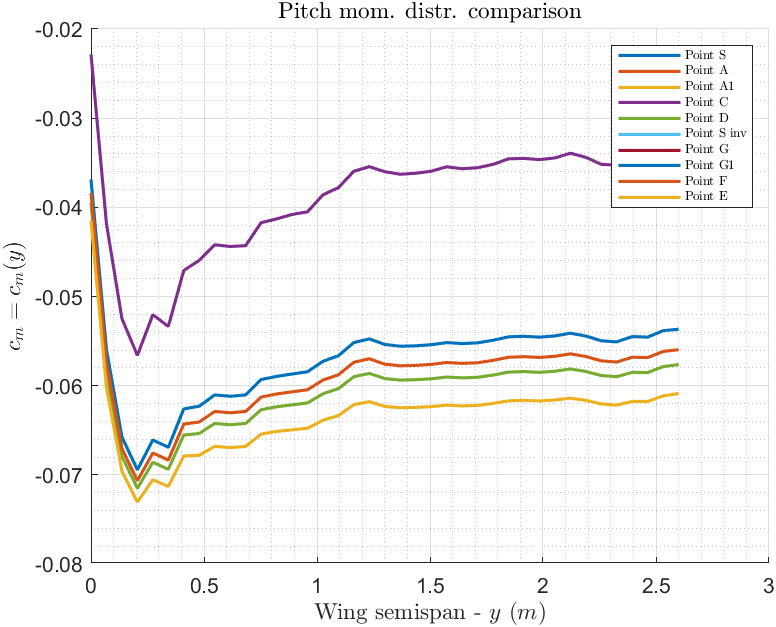 Pitch mom. distr. comparison
-0.02
-0.03
-0.04
-0.05
-0.06
-0.07
-0.08
c_m = c_m(y)
Point S
Point A
Point A1
Point C
Point D
Point S inv
Point G
Point G1
Point F
Point E
0 0.5 1 1.5 2 2.5 3
Wing semispan - y (m)